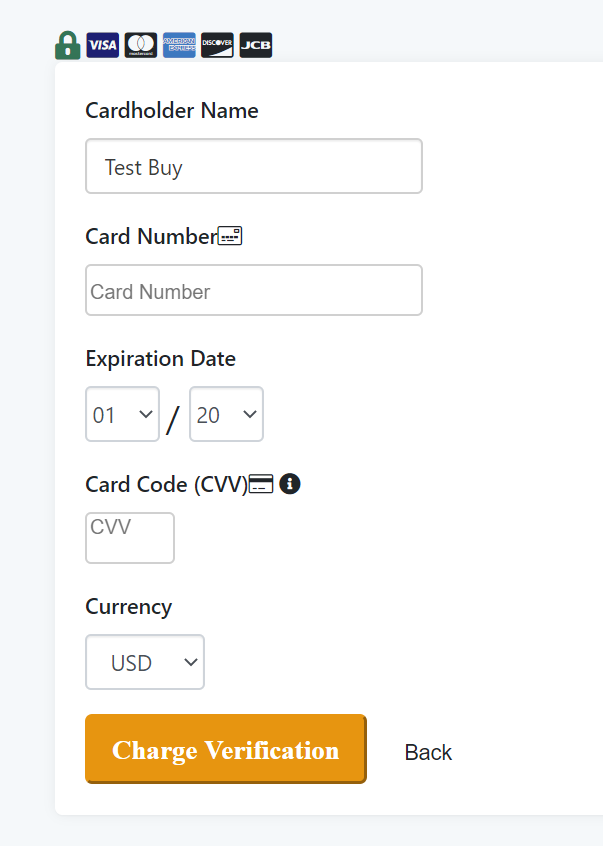 VISA mastercard AMERICAN EXPRESS DISCOVER JCB
Cardholder Name
Test Buy
Card Number
Card Number
Expiration Date
01 / 20
Card Code (CVV)
CVV
Currency
USD
Charge Verification Back